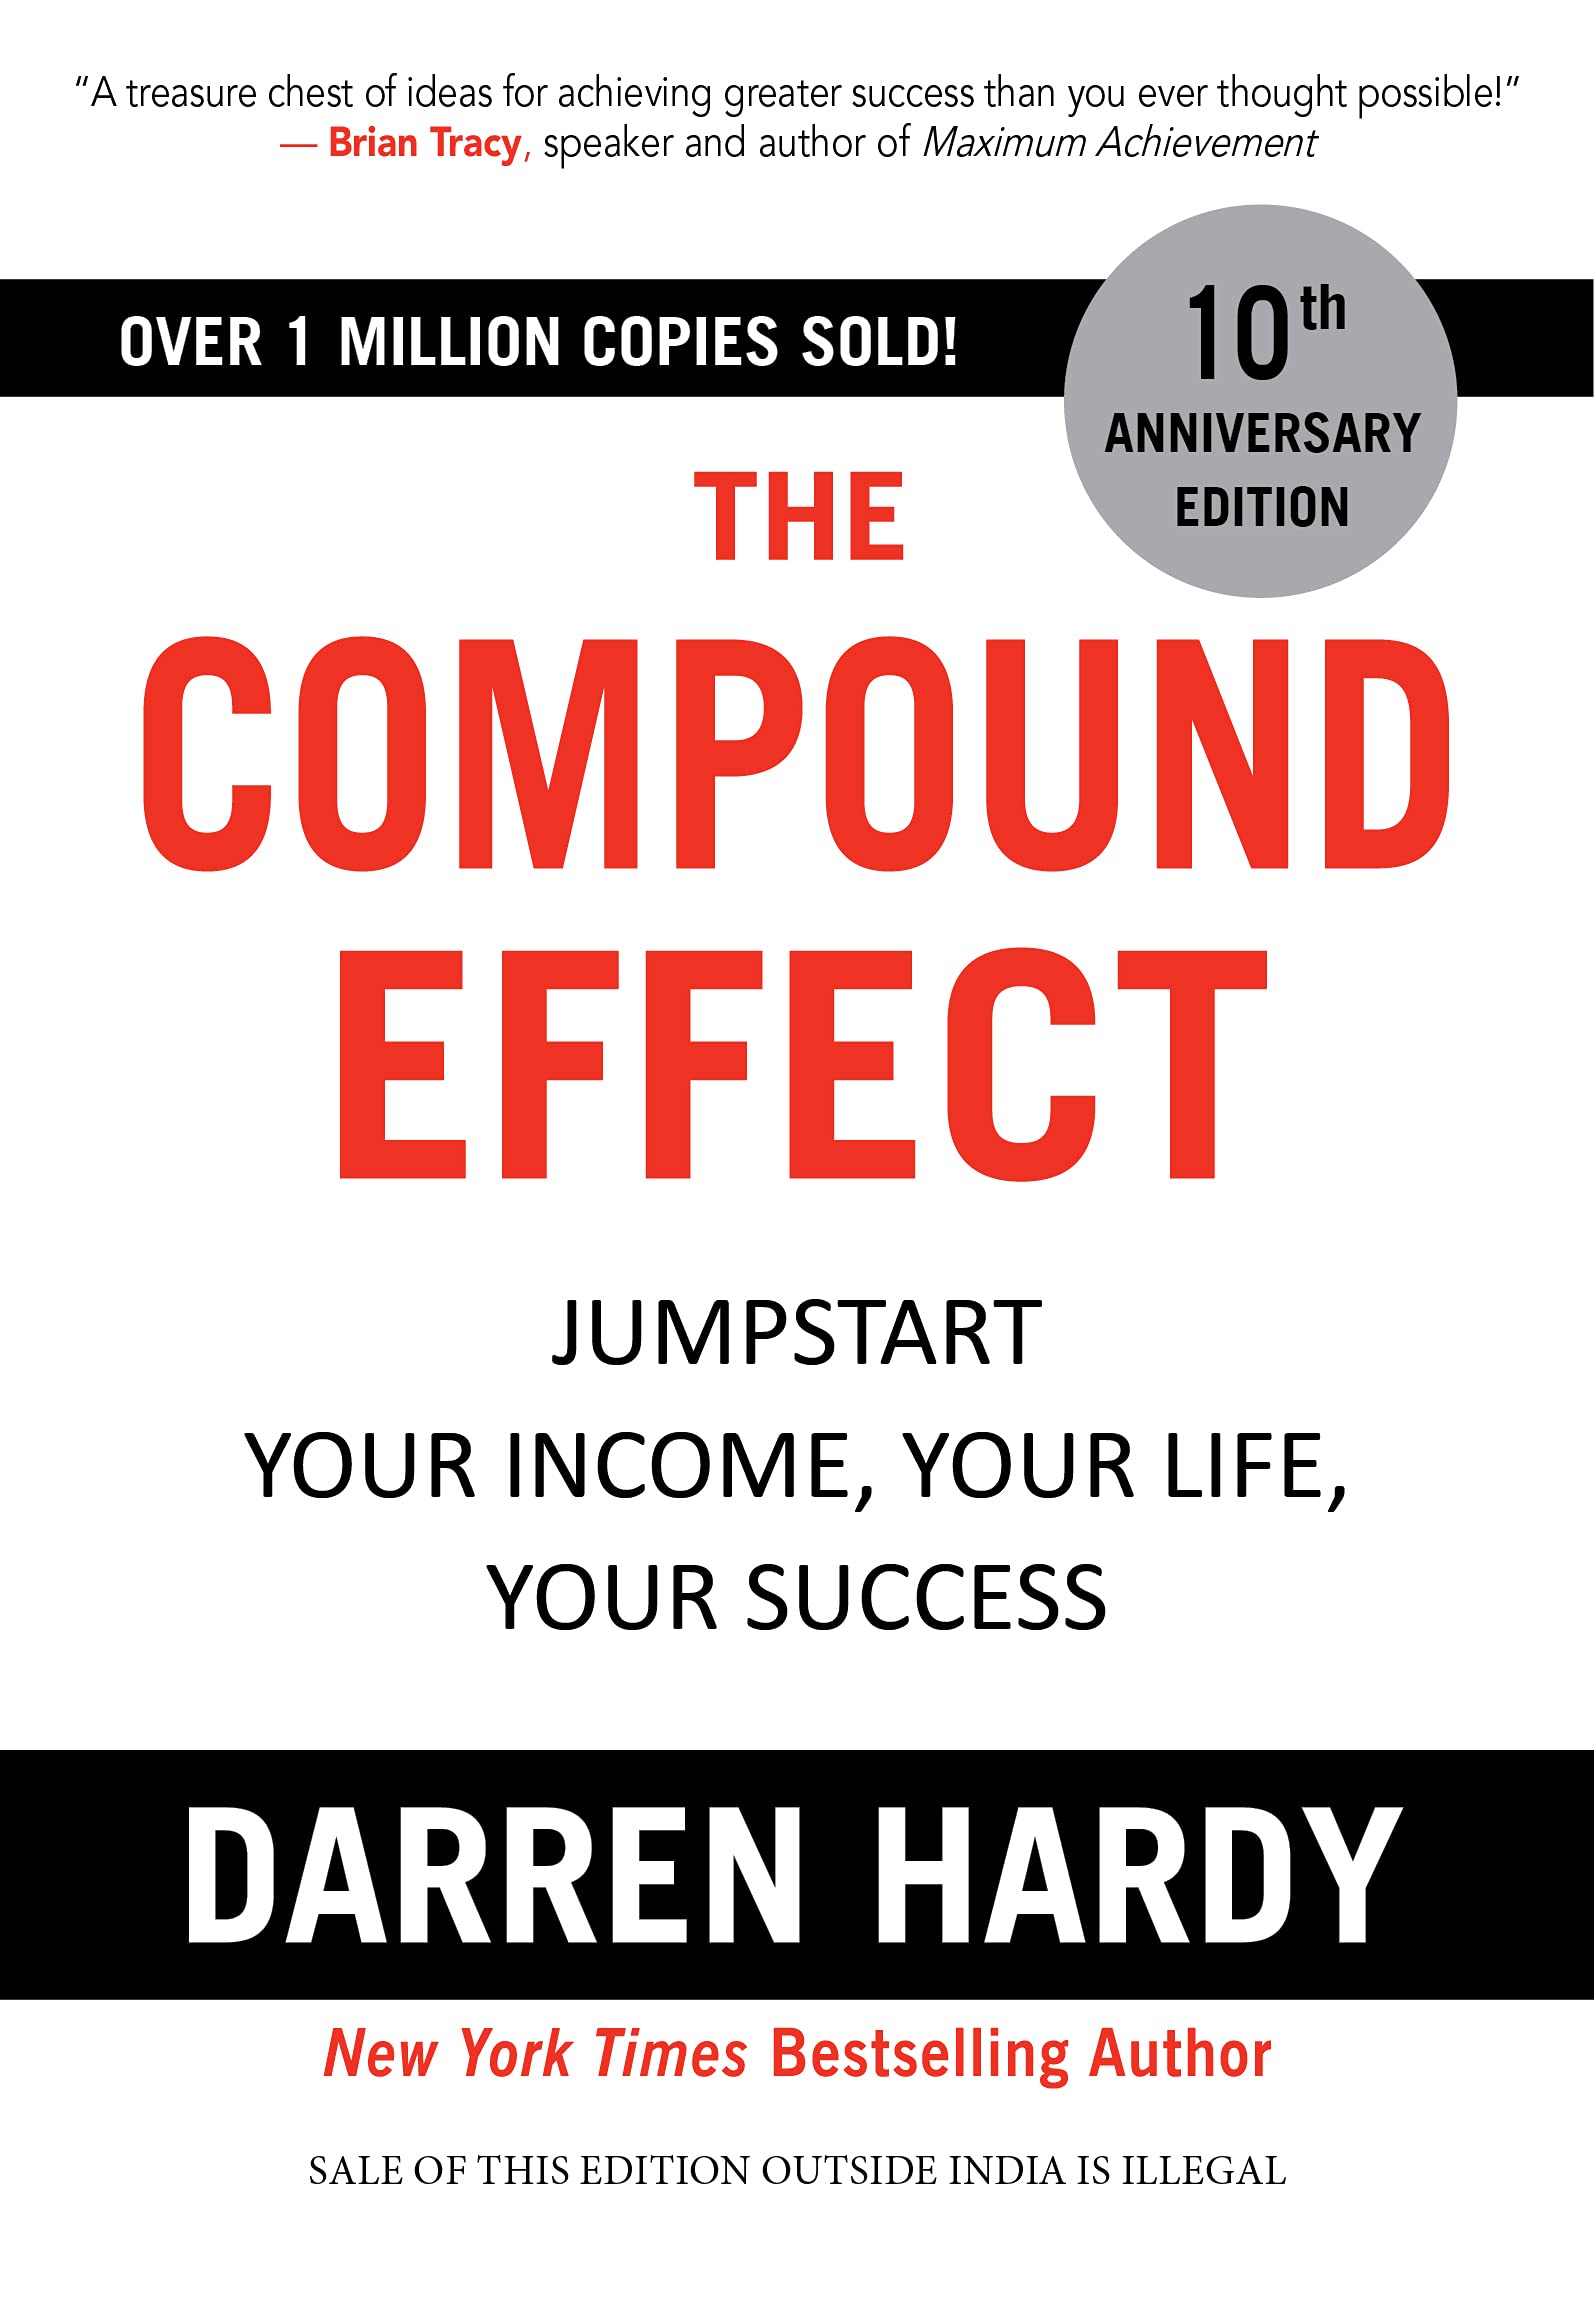 “A treasure chest of ideas for achieving greater success than you ever thought possible!”
— Brian Tracy, speaker and author of Maximum Achievement
OVER 1 MILLION COPIES SOLD!
10th
ANNIVERSARY
EDITION
THE
COMPOUND
EFFECT
JUMPSTART
YOUR INCOME, YOUR LIFE,
YOUR SUCCESS
DARREN HARDY
New York Times Bestselling Author
SALE OF THIS EDITION OUTSIDE INDIA IS ILLEGAL